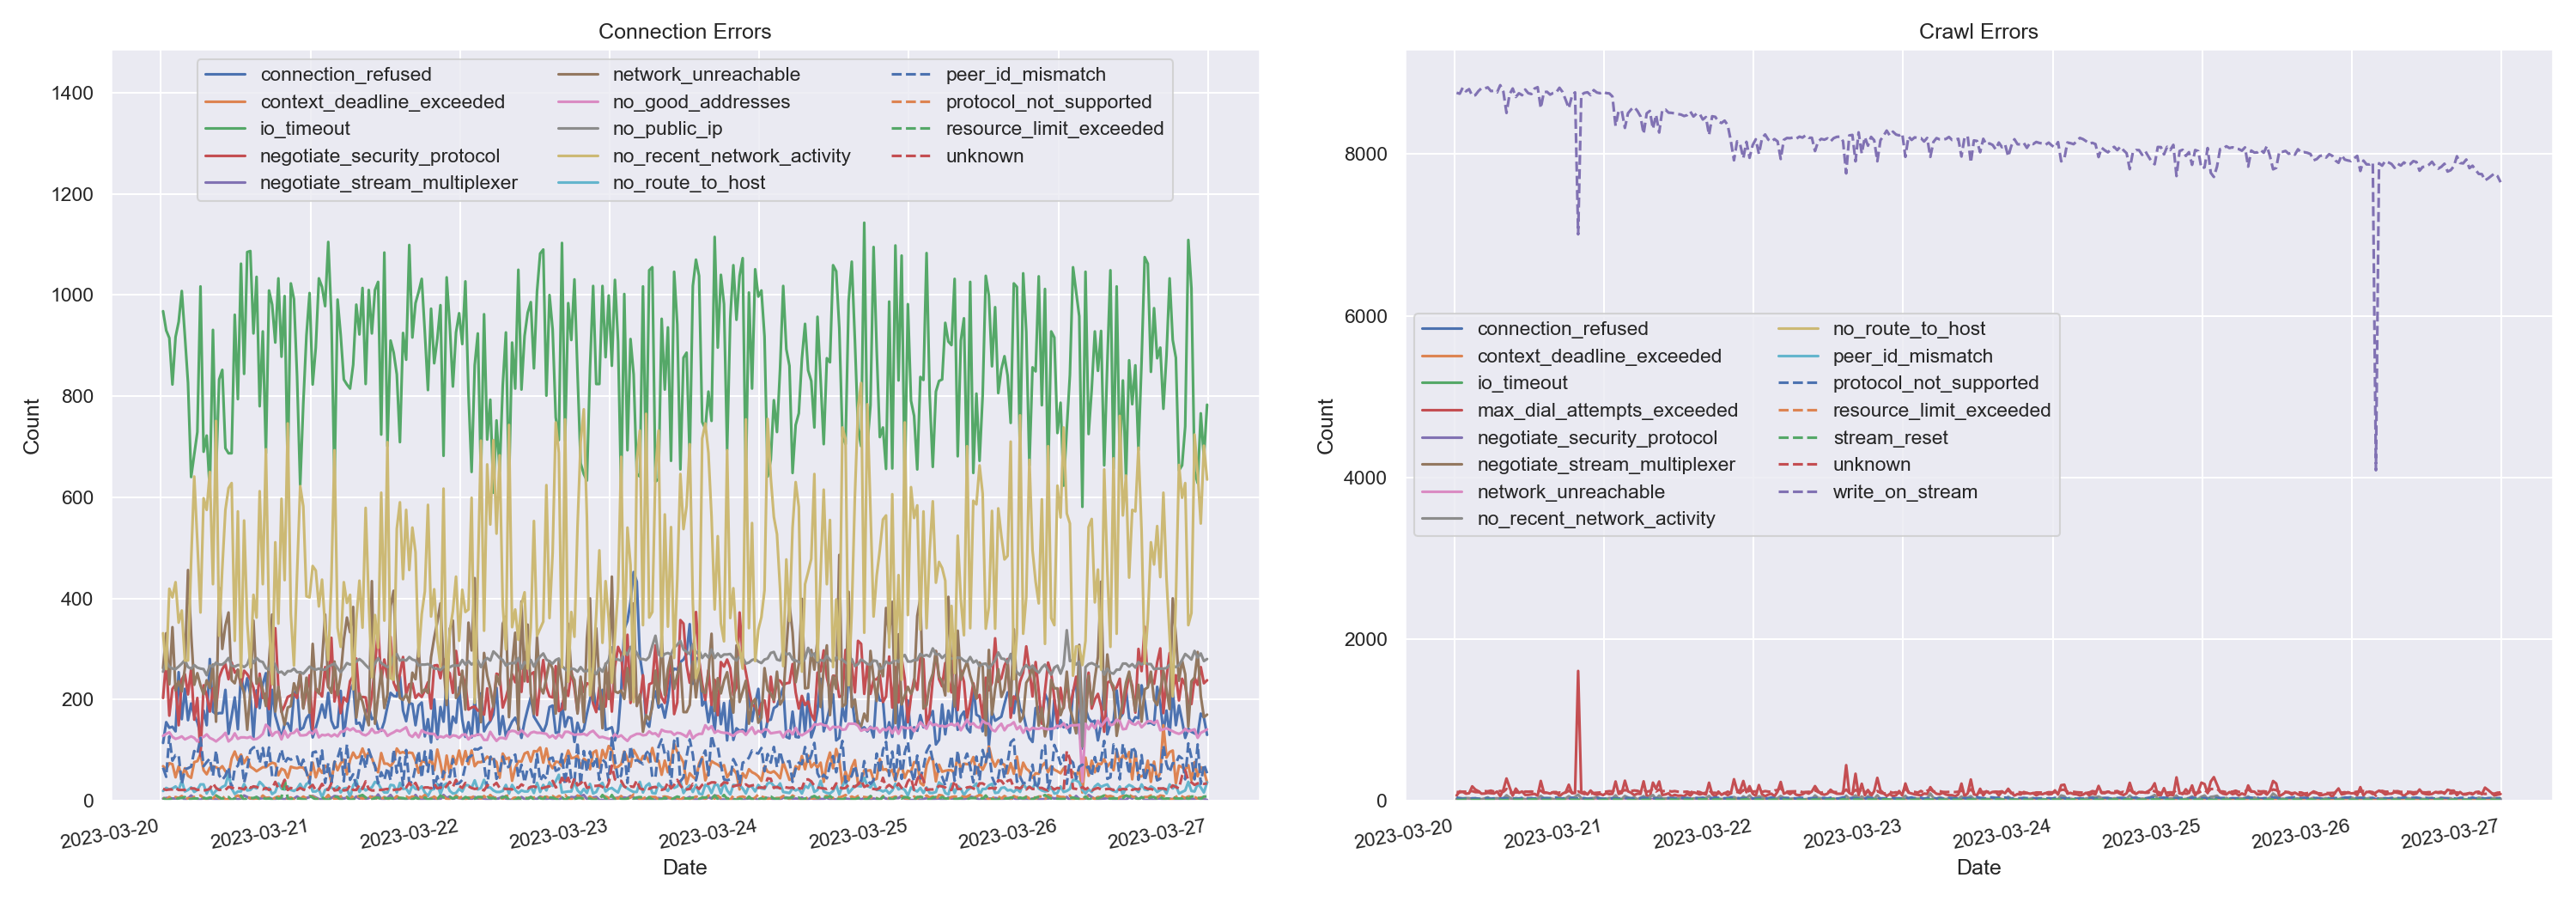 Connection Errors
Count
1400
1200
1000
800
600
400
200
0
connection_refused
context_deadline_exceeded
io_timeout
negotiate_security_protocol
negotiate_stream_multiplexer
network_unreachable
no_good_addresses
no_public_ip
no_recent_network_activity
no_route_to_host
peer_id_mismatch
protocol_not_supported
resource_limit_exceeded
unknown
2023-03-20
2023-03-21
2023-03-22
2023-03-23
2023-03-24
2023-03-25
2023-03-26
2023-03-27
Date
Crawl Errors
Count
8000
6000
4000
2000
0
connection_refused
context_deadline_exceeded
io_timeout
max_dial_attempts_exceeded
negotiate_security_protocol
negotiate_stream_multiplexer
network_unreachable
no_recent_network_activity
no_route_to_host
peer_id_mismatch
protocol_not_supported
resource_limit_exceeded
stream_reset
unknown
write_on_stream
2023-03-20
2023-03-21
2023-03-22
2023-03-23
2023-03-24
2023-03-25
2023-03-26
2023-03-27
Date